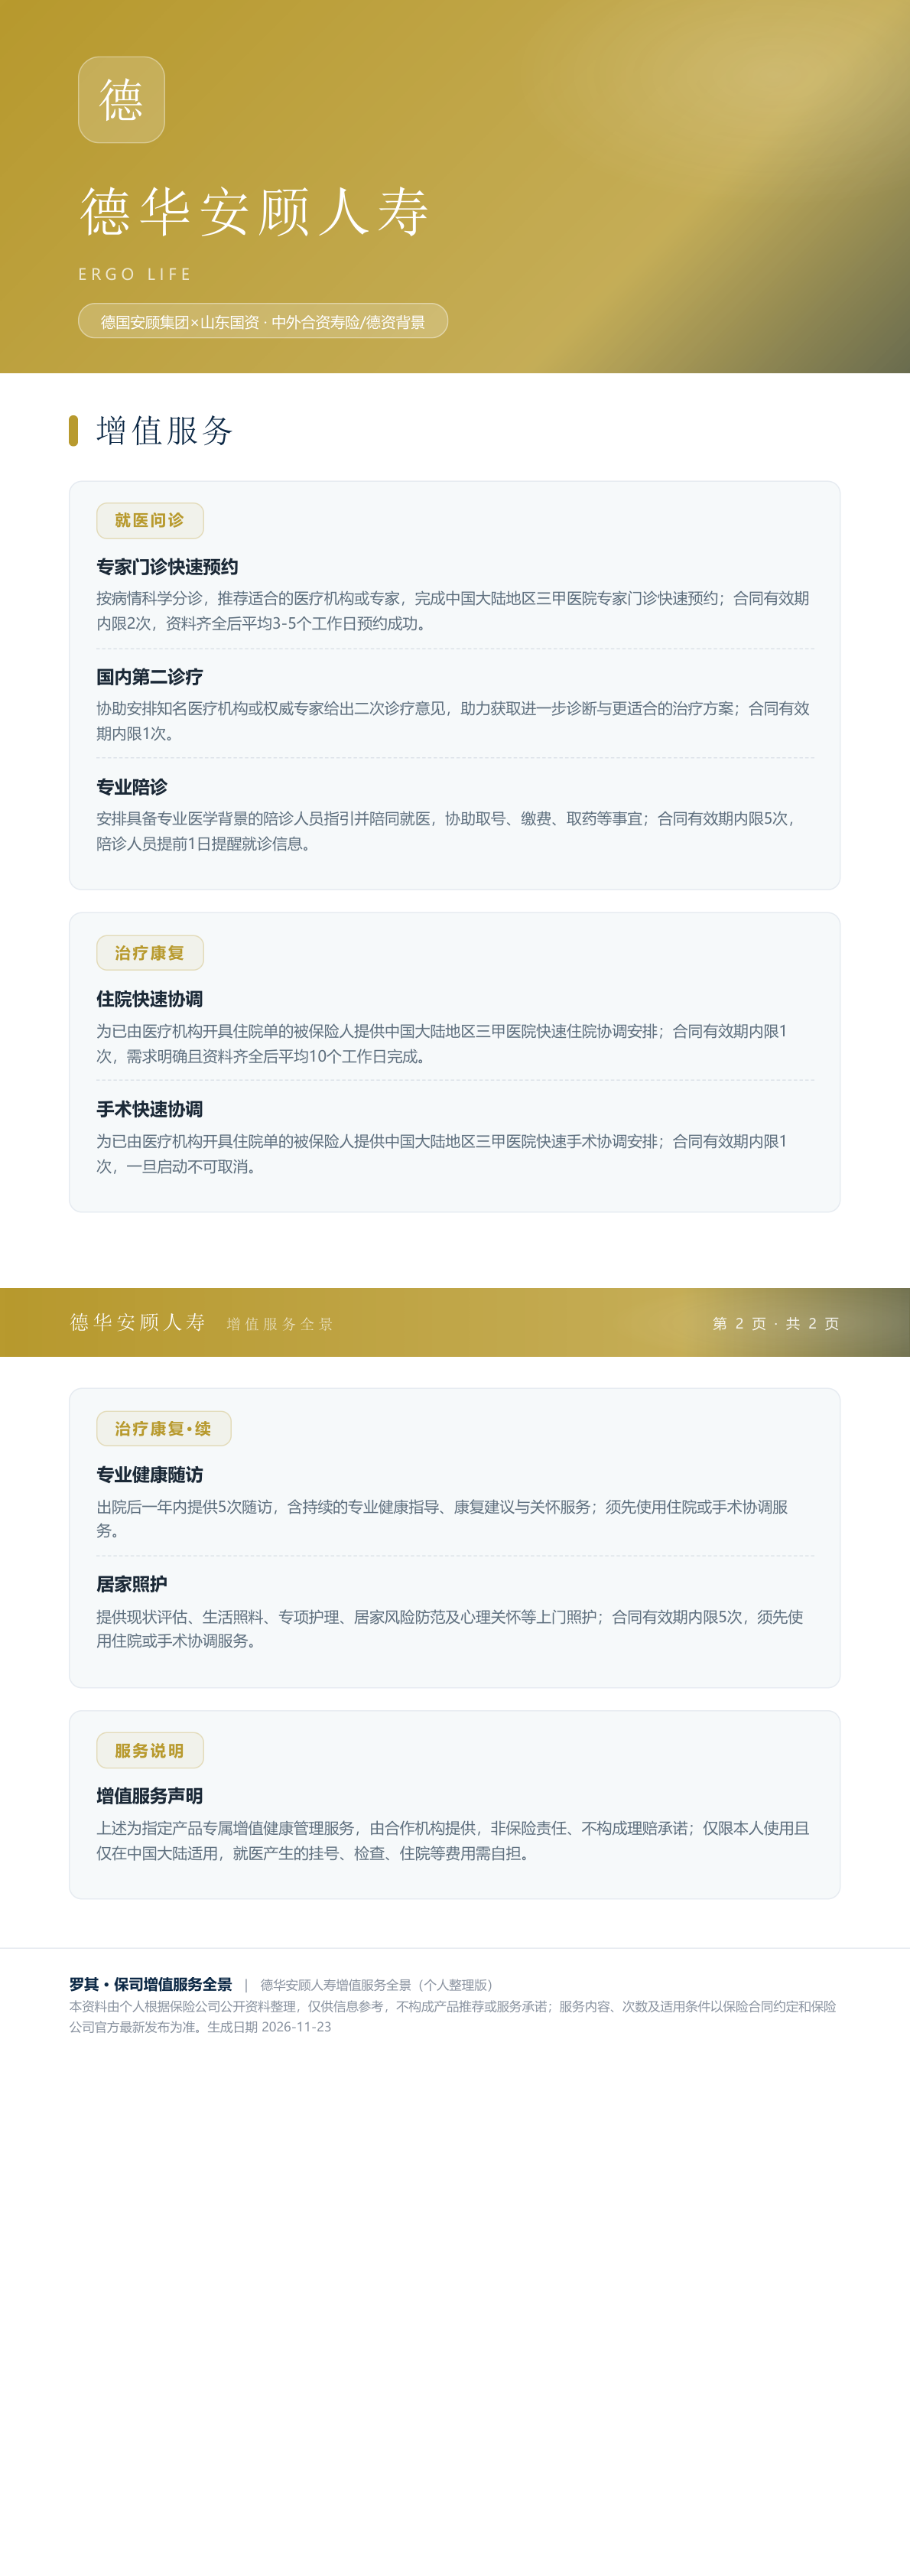 德
德华安顾人寿
ERGO LIFE
德国安顾集团×山东国资 · 中外合资寿险/德资背景
增值服务
就医问诊
专家门诊快速预约
按病情科学分诊，推荐适合的医疗机构或专家，完成中国大陆地区三甲医院专家门诊快速预约；合同有效期
内限2次，资料齐全后平均3-5个工作日预约成功。
国内第二诊疗
协助安排知名医疗机构或权威专家给出二次诊疗意见，助力获取进一步诊断与更适合的治疗方案；合同有效
期内限1次。
专业陪诊
安排具备专业医学背景的陪诊人员指引并陪同就医，协助取号、缴费、取药等事宜；合同有效期内限5次，
陪诊人员提前1日提醒就诊信息。
治疗康复
住院快速协调
为已由医疗机构开具住院单的被保险人提供中国大陆地区三甲医院快速住院协调安排；合同有效期内限1
次，需求明确且资料齐全后平均10个工作日完成。
手术快速协调
为已由医疗机构开具住院单的被保险人提供中国大陆地区三甲医院快速手术协调安排；合同有效期内限1
次，一旦启动不可取消。
德华安顾人寿 增值服务全景 第 2 页 · 共 2 页
治疗康复•续
专业健康随访
出院后一年内提供5次随访，含持续的专业健康指导、康复建议与关怀服务；须先使用住院或手术协调服
务。
居家照护
提供现状评估、生活照料、专项护理、居家风险防范及心理关怀等上门照护；合同有效期内限5次，须先使
用住院或手术协调服务。
服务说明
增值服务声明
上述为指定产品专属增值健康管理服务，由合作机构提供，非保险责任、不构成理赔承诺；仅限本人使用且
仅在中国大陆适用，就医产生的挂号、检查、住院等费用需自担。
罗其・保司增值服务全景 | 德华安顾人寿增值服务全景（个人整理版）
本资料由个人根据保险公司公开资料整理，仅供信息参考，不构成产品推荐或服务承诺；服务内容、次数及适用条件以保险合同约定和保险
公司官方最新发布为准。生成日期 2026-11-23